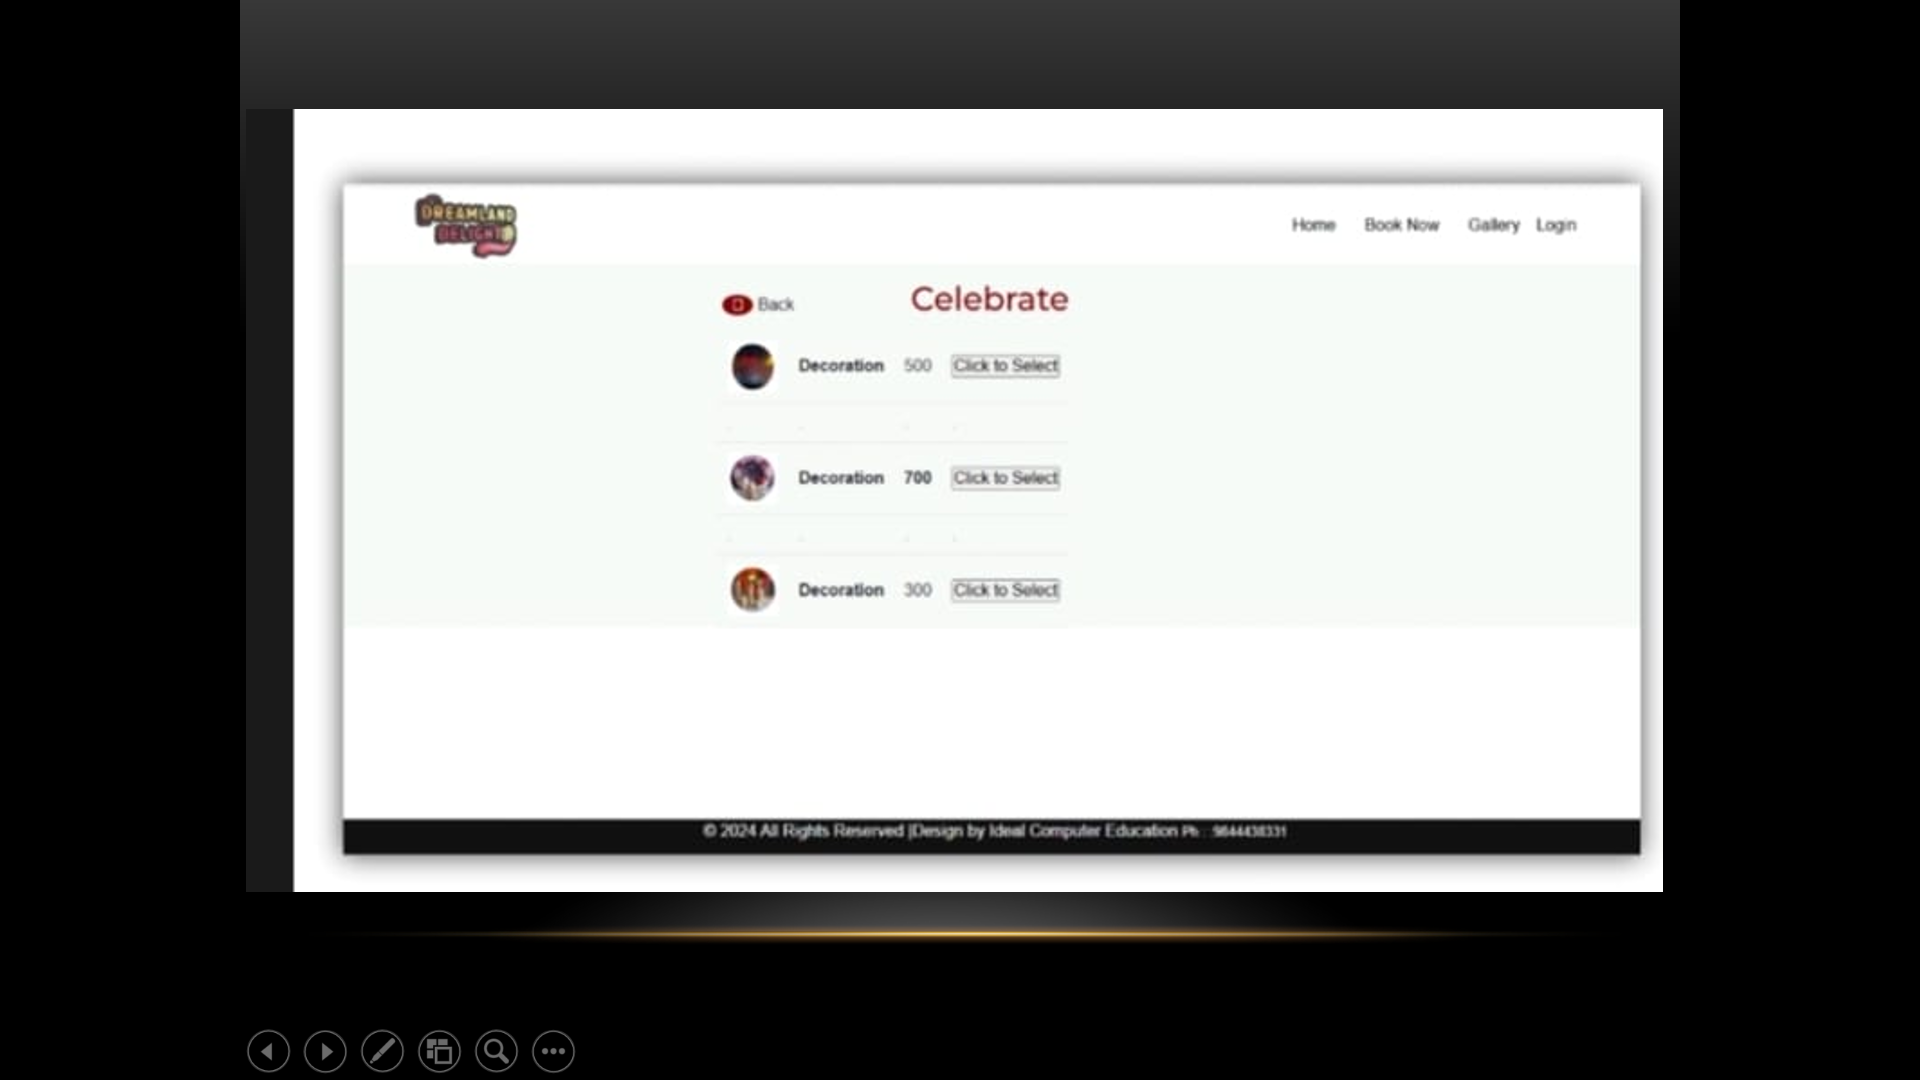 DREAMLAND
DELIGHT
Home Book Now Gallery Login
Back Celebrate
Decoration 500 Click to Select
Decoration 700 Click to Select
Decoration 300 Click to Select
© 2024 All Rights Reserved |Design by Ideal Computer Education Ph :